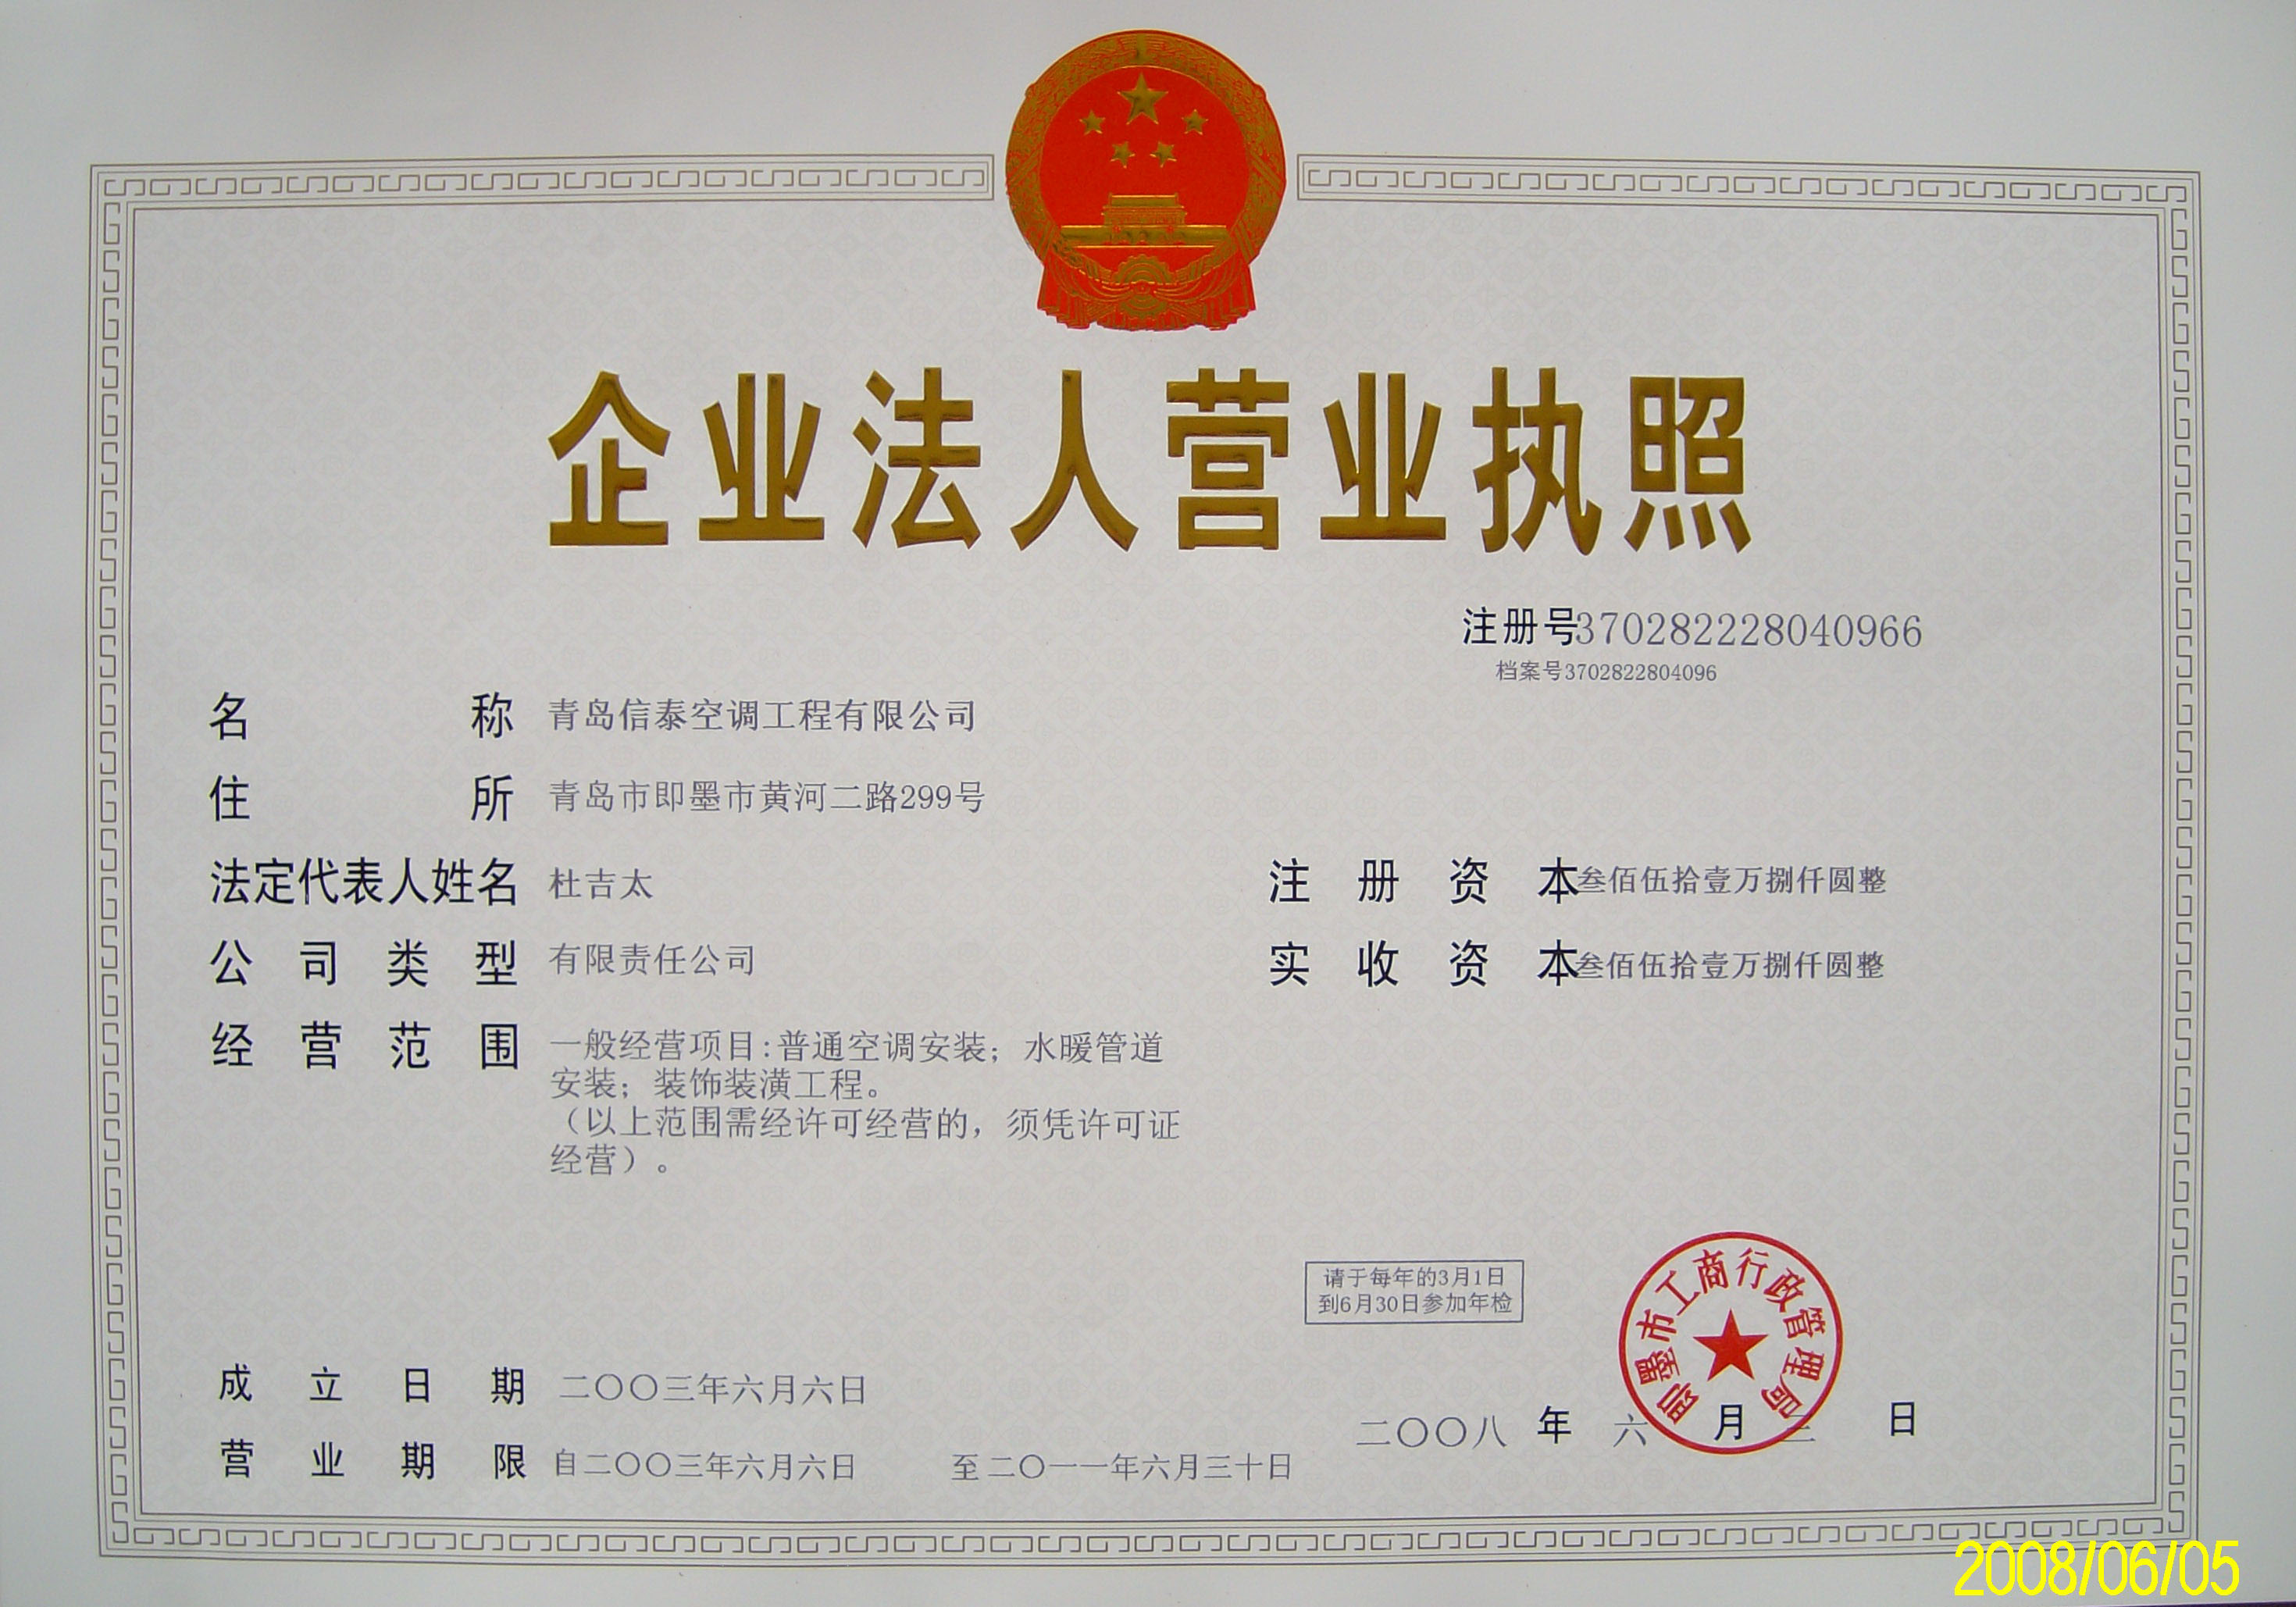 企业法人营业执照
注册号370282228040966
档案号3702822804096
名称 青岛信泰空调工程有限公司
住所 青岛市即墨市黄河二路299号
法定代表人姓名 杜吉太
注册资本叁佰伍拾壹万捌仟圆整
公司类型 有限责任公司
实收资本叁佰伍拾壹万捌仟圆整
经营范围 一般经营项目:普通空调安装；水暖管道
安装；装饰装潢工程。
（以上范围需经许可经营的，须凭许可证
经营）。
请于每年的3月1日
到6月30日参加年检
即墨市工商行政管理局
成立日期 二〇〇三年六月六日
二〇〇八年六月三日
营业期限 自二〇〇三年六月六日 至二〇一一年六月三十日
2008/06/05